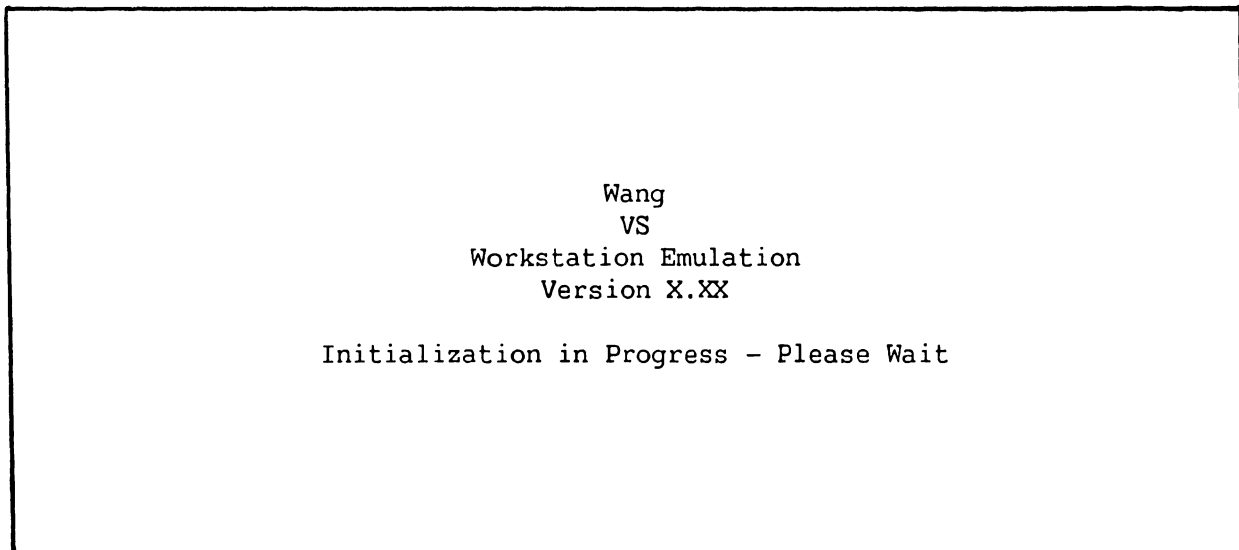 Wang
VS
Workstation Emulation
Version X.XX
Initialization in Progress - Please Wait